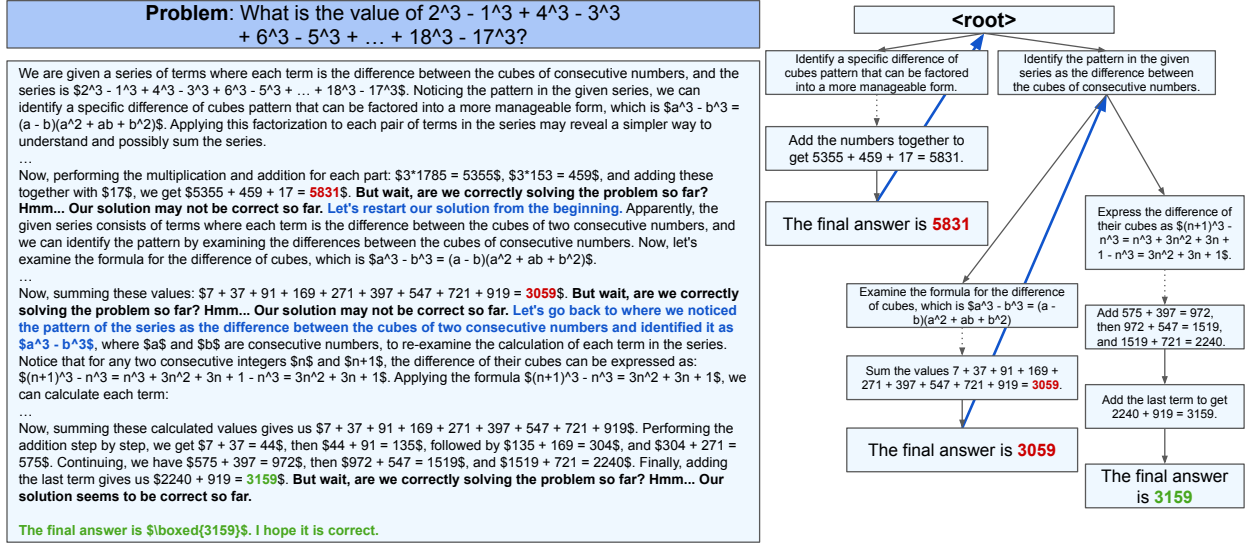 Problem: What is the value of 2^3 - 1^3 + 4^3 - 3^3
+ 6^3 - 5^3 + … + 18^3 - 17^3?
We are given a series of terms where each term is the difference between the cubes of consecutive numbers, and the
series is $2^3 - 1^3 + 4^3 - 3^3 + 6^3 - 5^3 + … + 18^3 - 17^3$. Noticing the pattern in the given series, we can
identify a specific difference of cubes pattern that can be factored into a more manageable form, which is $a^3 - b^3 =
(a - b)(a^2 + ab + b^2)$. Applying this factorization to each pair of terms in the series may reveal a simpler way to
understand and possibly sum the series.
…
Now, performing the multiplication and addition for each part: $3*1785 = 5355$, $3*153 = 459$, and adding these
together with $17$, we get $5355 + 459 + 17 = 5831$. But wait, are we correctly solving the problem so far?
Hmm... Our solution may not be correct so far. Let's restart our solution from the beginning. Apparently, the
given series consists of terms where each term is the difference between the cubes of two consecutive numbers, and
we can identify the pattern by examining the differences between the cubes of consecutive numbers. Now, let's
examine the formula for the difference of cubes, which is $a^3 - b^3 = (a - b)(a^2 + ab + b^2)$.
…
Now, summing these values: $7 + 37 + 91 + 169 + 271 + 397 + 547 + 721 + 919 = 3059$. But wait, are we correctly
solving the problem so far? Hmm... Our solution may not be correct so far. Let's go back to where we noticed
the pattern of the series as the difference between the cubes of two consecutive numbers and identified it as
$a^3 - b^3$, where $a$ and $b$ are consecutive numbers, to re-examine the calculation of each term in the series.
Notice that for any two consecutive integers $n$ and $n+1$, the difference of their cubes can be expressed as:
$(n+1)^3 - n^3 = n^3 + 3n^2 + 3n + 1 - n^3 = 3n^2 + 3n + 1$. Applying the formula $(n+1)^3 - n^3 = 3n^2 + 3n + 1$, we
can calculate each term:
…
Now, summing these calculated values gives us $7 + 37 + 91 + 169 + 271 + 397 + 547 + 721 + 919$. Performing the
addition step by step, we get $7 + 37 = 44$, then $44 + 91 = 135$, followed by $135 + 169 = 304$, and $304 + 271 =
575$. Continuing, we have $575 + 397 = 972$, then $972 + 547 = 1519$, and $1519 + 721 = 2240$. Finally, adding
the last term gives us $2240 + 919 = 3159$. But wait, are we correctly solving the problem so far? Hmm... Our
solution seems to be correct so far.
The final answer is $\boxed{3159}$. I hope it is correct.
<root>
Identify a specific difference of
cubes pattern that can be factored
into a more manageable form.
Add the numbers together to
get 5355 + 459 + 17 = 5831.
The final answer is 5831
Identify the pattern in the given
series as the difference between
the cubes of consecutive numbers.
Examine the formula for the difference
of cubes, which is $a^3 - b^3 = (a -
b)(a^2 + ab + b^2)
Sum the values 7 + 37 + 91 + 169 +
271 + 397 + 547 + 721 + 919 = 3059.
The final answer is 3059
Express the difference of
their cubes as $(n+1)^3 -
n^3 = n^3 + 3n^2 + 3n +
1 - n^3 = 3n^2 + 3n + 1$.
Add 575 + 397 = 972,
then 972 + 547 = 1519,
and 1519 + 721 = 2240.
Add the last term to get
2240 + 919 = 3159.
The final answer
is 3159